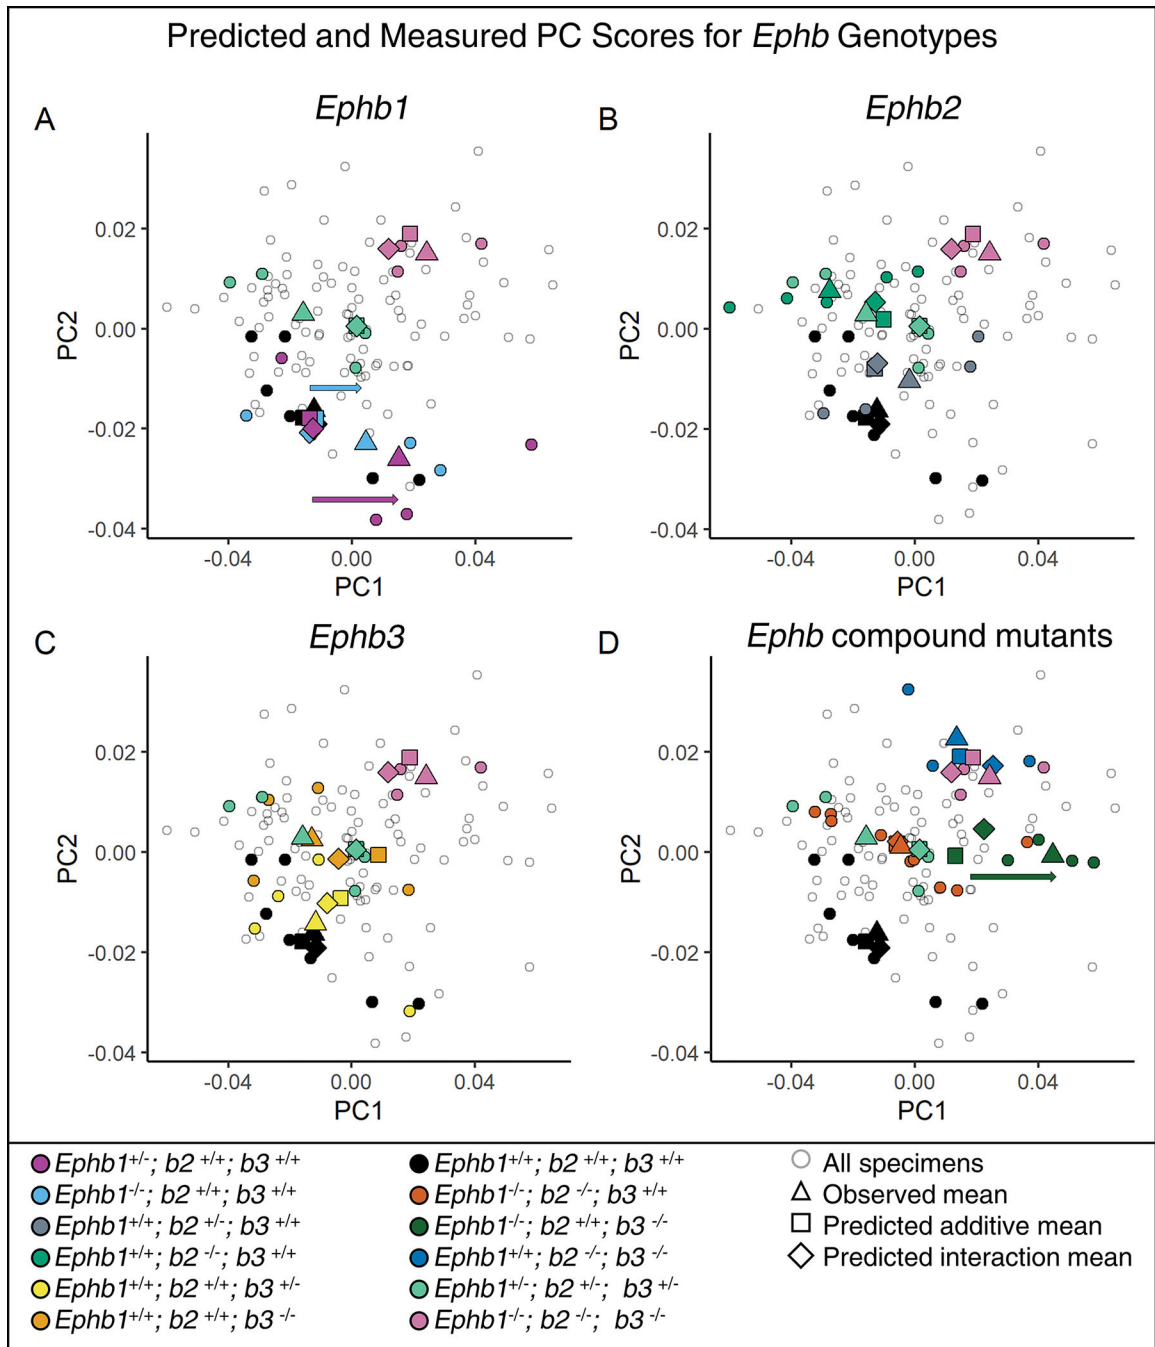 Predicted and Measured PC Scores for Ephb Genotypes
A
Ephb1
B
Ephb2
PC2
0.02
0.00
-0.02
-0.04
-0.04
0.00
0.04
PC1
PC2
0.02
0.00
-0.02
-0.04
-0.04
0.00
0.04
PC1
C
Ephb3
D
Ephb compound mutants
PC2
0.02
0.00
-0.02
-0.04
-0.04
0.00
0.04
PC1
PC2
0.02
0.00
-0.02
-0.04
-0.04
0.00
0.04
PC1
Ephb1+/-; b2 +/+; b3 +/+
Ephb1-/-; b2 +/+; b3 +/+
Ephb1+/+; b2 +/-; b3 +/+
Ephb1+/+; b2 -/-; b3 +/+
Ephb1+/+; b2 +/+; b3 +/-
Ephb1+/+; b2 +/+; b3 -/-
Ephb1+/+; b2 +/+; b3 +/+
Ephb1-/-; b2 -/-; b3 +/+
Ephb1-/-; b2 +/+; b3 -/-
Ephb1+/+; b2 -/-; b3 -/-
Ephb1+/-; b2 +/-; b3 +/-
Ephb1-/-; b2 -/-; b3 -/-
All specimens
Observed mean
Predicted additive mean
Predicted interaction mean